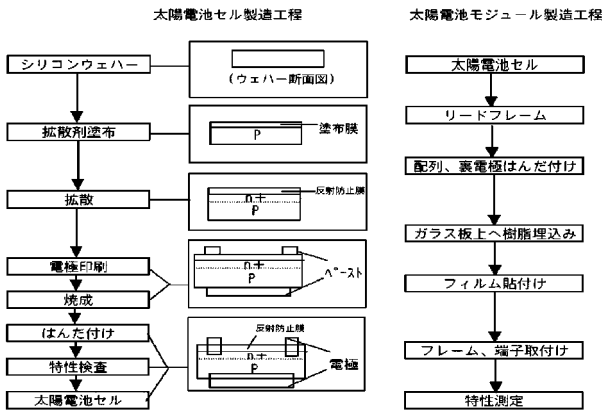 太陽電池セル製造工程
シリコンウェハー
(ウェハー断面図)
拡散剤塗布
塗布膜
P
拡散
反射防止膜
n+
P
電極印刷
焼成
n+
P
ペースト
はんだ付け
特性検査
太陽電池セル
反射防止膜
n+
P
電極
太陽電池モジュール製造工程
太陽電池セル
リードフレーム
配列、裏電極はんだ付け
ガラス板上へ樹脂埋込み
フィルム貼付け
フレーム、端子取付け
特性測定